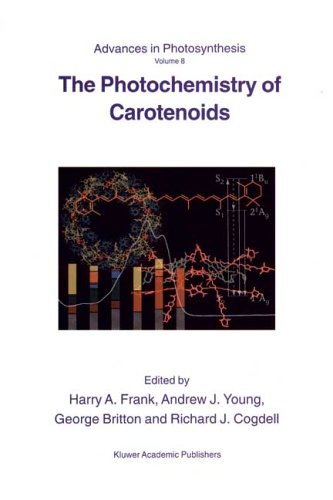 Advances in Photosynthesis
Volume 8
The Photochemistry of
Carotenoids
S₂
1¹Bᵤ
S₁
2¹Ag
Edited by
Harry A. Frank, Andrew J. Young,
George Britton and Richard J. Cogdell
Kluwer Academic Publishers